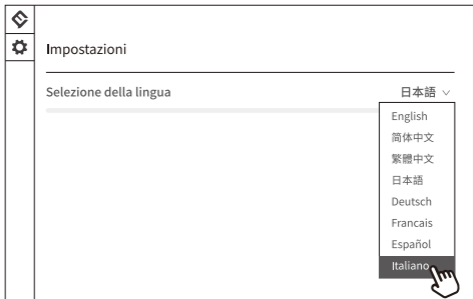 Impostazioni
Selezione della lingua 日本語
English
简体中文
繁體中文
日本語
Deutsch
Francais
Español
Italiano